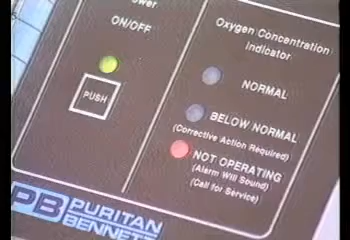 ower
ON/OFF
PUSH
Oxygen Concentration
Indicator
NORMAL
BELOW NORMAL
(Corrective Action Required)
NOT OPERATING
(Alarm Will Sound)
(Call for Service)
PB PURITAN
BENNETT